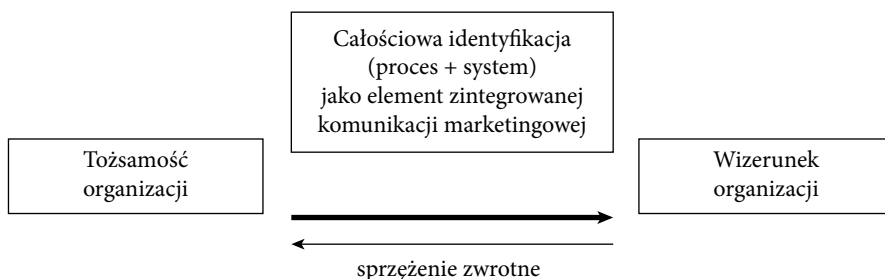 Całościowa identyfikacja
(proces + system)
jako element zintegrowanej
komunikacji marketingowej
Tożsamość
organizacji
Wizerunek
organizacji
sprzężenie zwrotne